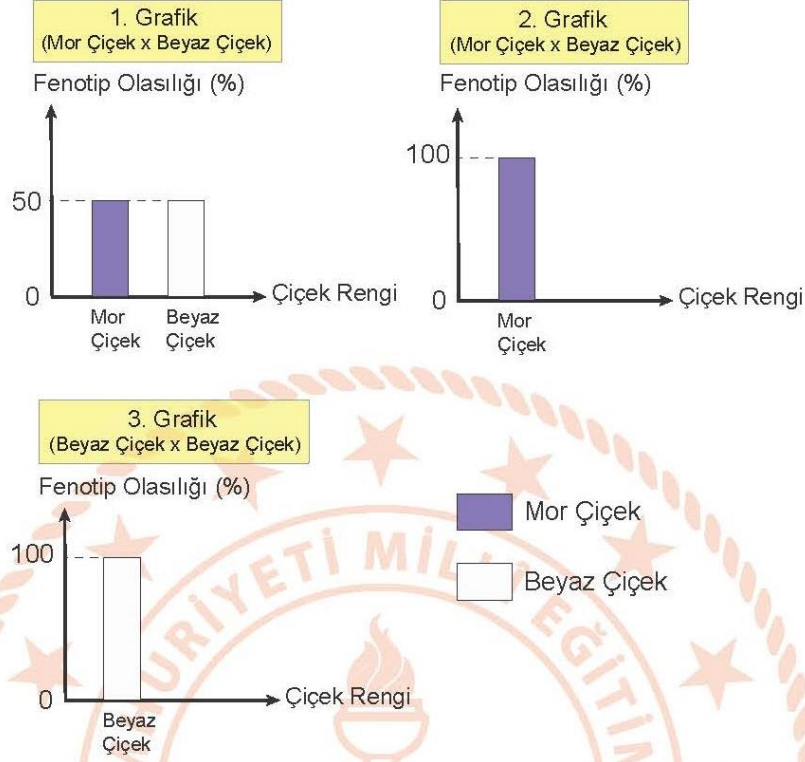 1. Grafik
(Mor Çiçek x Beyaz Çiçek)
Fenotip Olasılığı (%)
50
0
Mor
Çiçek
Beyaz
Çiçek
Çiçek Rengi
2. Grafik
(Mor Çiçek x Beyaz Çiçek)
Fenotip Olasılığı (%)
100
0
Mor
Çiçek
Çiçek Rengi
3. Grafik
(Beyaz Çiçek x Beyaz Çiçek)
Fenotip Olasılığı (%)
100
0
Beyaz
Çiçek
Çiçek Rengi
Mor Çiçek
Beyaz Çiçek